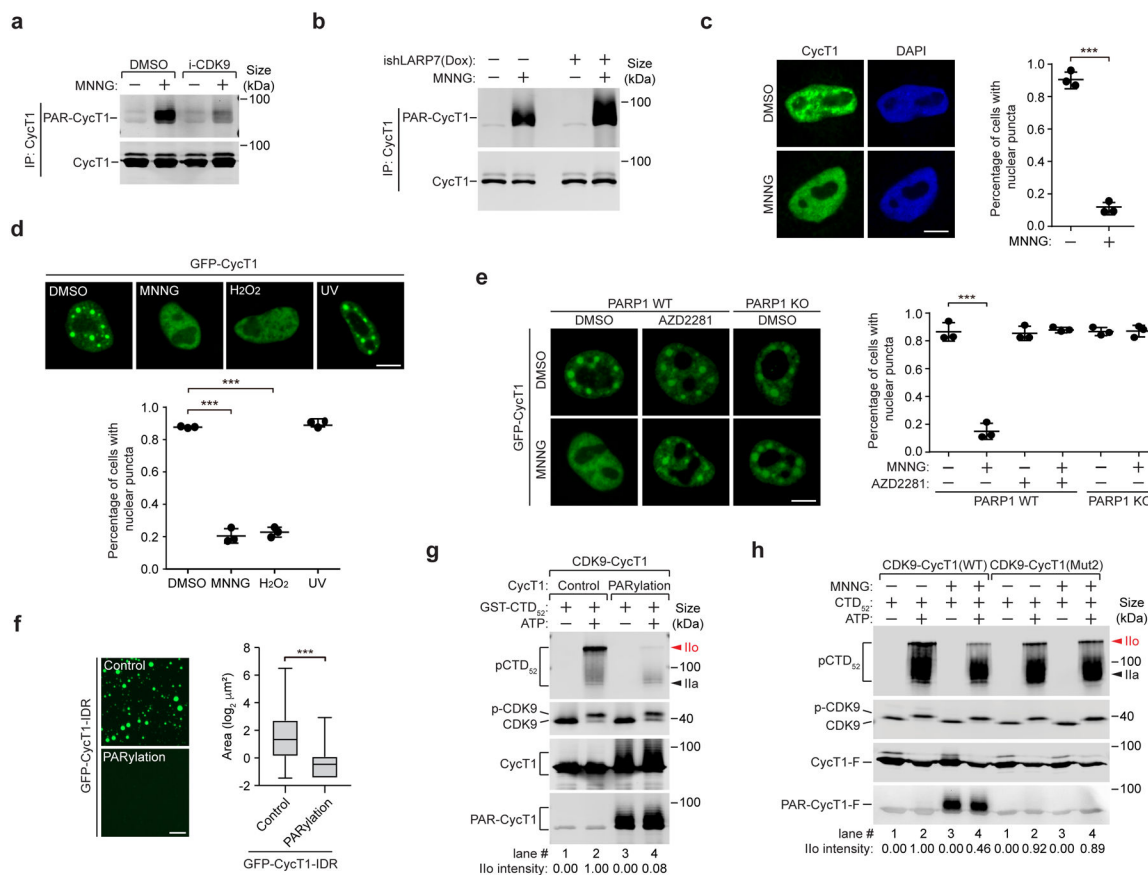 a
DMSO i-CDK9 Size
MNNG: − + − + (kDa)
IP: CycT1
PAR-CycT1
100
CycT1
100
b
ishLARP7(Dox) − − + + Size
MNNG: − + − + (kDa)
IP: CycT1
PAR-CycT1
100
CycT1
100
c
CycT1 DAPI
DMSO
MNNG
Percentage of cells with
nuclear puncta
***
1.0
0.8
0.6
0.4
0.2
0
MNNG: − +
d
GFP-CycT1
DMSO MNNG H2O2 UV
Percentage of cells with
nuclear puncta
***
***
1.0
0.8
0.6
0.4
0.2
0
DMSO MNNG H2O2 UV
e
PARP1 WT PARP1 KO
DMSO AZD2281 DMSO
GFP-CycT1
DMSO
MNNG
Percentage of cells with
nuclear puncta
***
1.0
0.8
0.6
0.4
0.2
0
MNNG: − + − + − +
AZD2281: − − + +
PARP1 WT PARP1 KO
f
GFP-CycT1-IDR
Control
PARylation
Area (log2 μm²)
***
8
6
4
2
0
-2
Control
PARylation
GFP-CycT1-IDR
g
CDK9-CycT1
CycT1: Control PARylation
GST-CTD52 + + + + Size
ATP: − + − + (kDa)
pCTD52
IIo
100
IIa
p-CDK9
CDK9
40
CycT1
100
PAR-CycT1
100
lane # 1 2 3 4
IIo intensity: 0.00 1.00 0.00 0.08
h
CDK9-CycT1(WT) CDK9-CycT1(Mut2)
MNNG: − − + + − − + + Size
CTD52: + + + + + + + + (kDa)
ATP: − + − + − + − +
pCTD52
IIo
100
IIa
p-CDK9
CDK9
40
CycT1-F
100
PAR-CycT1-F
100
lane # 1 2 3 4 1 2 3 4
IIo intensity: 0.00 1.00 0.00 0.46 0.00 0.92 0.00 0.89